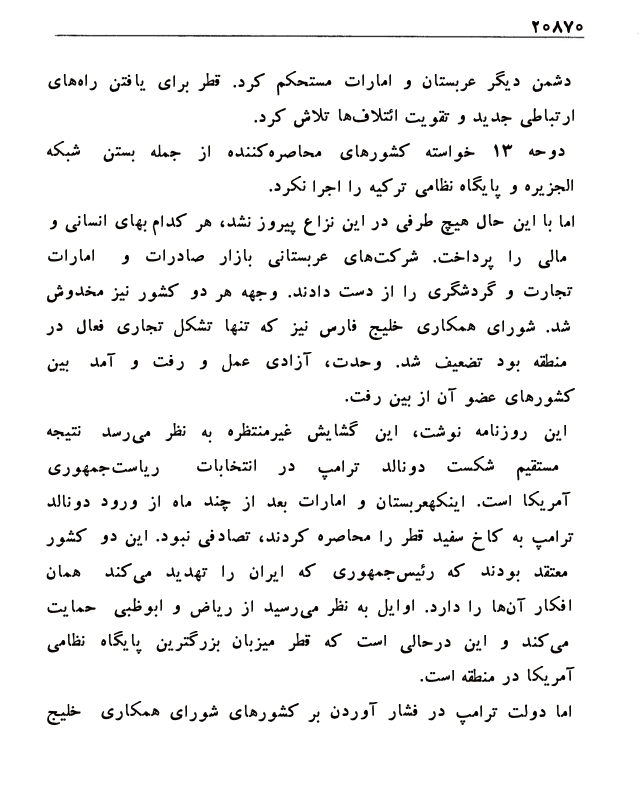 ۲۰۸۷۰
دشمن دیگر عربستان و امارات مستحکم کرد. قطر برای یافتن راه‌های
ارتباطی جدید و تقویت ائتلاف‌ها تلاش کرد.
دوحه ۱۳ خواسته کشورهای محاصره‌کننده از جمله بستن شبکه
الجزیره و پایگاه نظامی ترکیه را اجرا نکرد.
اما با این حال هیچ طرفی در این نزاع پیروز نشد، هر کدام بهای انسانی و
مالی را پرداخت. شرکت‌های عربستانی بازار صادرات و امارات
تجارت و گردشگری را از دست دادند. وجهه هر دو کشور نیز مخدوش
شد. شورای همکاری خلیج فارس نیز که تنها تشکل تجاری فعال در
منطقه بود تضعیف شد. وحدت، آزادی عمل و رفت و آمد بین
کشورهای عضو آن از بین رفت.
این روزنامه نوشت، این گشایش غیرمنتظره به نظر می‌رسد نتیجه
مستقیم شکست دونالد ترامپ در انتخابات ریاست‌جمهوری
آمریکا است. اینکهعربستان و امارات بعد از چند ماه از ورود دونالد
ترامپ به کاخ سفید قطر را محاصره کردند، تصادفی نبود. این دو کشور
معتقد بودند که رئیس‌جمهوری که ایران را تهدید می‌کند همان
افکار آن‌ها را دارد. اوایل به نظر می‌رسید از ریاض و ابوظبی حمایت
می‌کند و این درحالی است که قطر میزبان بزرگترین پایگاه نظامی
آمریکا در منطقه است.
اما دولت ترامپ در فشار آوردن بر کشورهای شورای همکاری خلیج